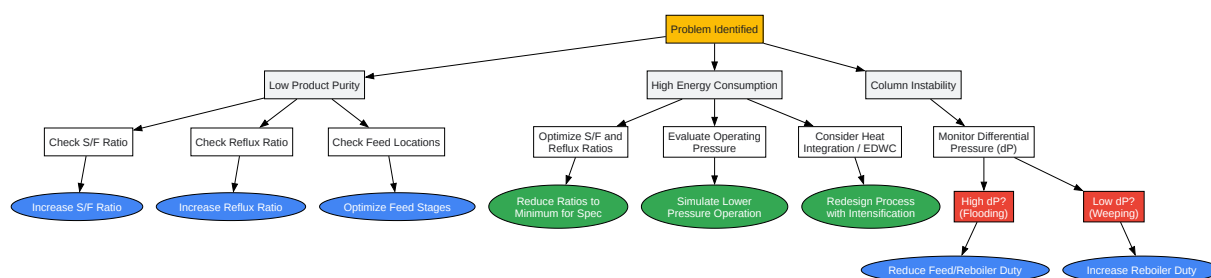 Problem Identified
Low Product Purity
High Energy Consumption
Column Instability
Check S/F Ratio
Check Reflux Ratio
Check Feed Locations
Optimize S/F and
Reflux Ratios
Evaluate Operating
Pressure
Consider Heat
Integration / EDWC
Monitor Differential
Pressure (dP)
Increase S/F Ratio
Increase Reflux Ratio
Optimize Feed Stages
Reduce Ratios to
Minimum for Spec
Simulate Lower
Pressure Operation
Redesign Process
with Intensification
High dP?
(Flooding)
Low dP?
(Weeping)
Reduce Feed/Reboiler Duty
Increase Reboiler Duty